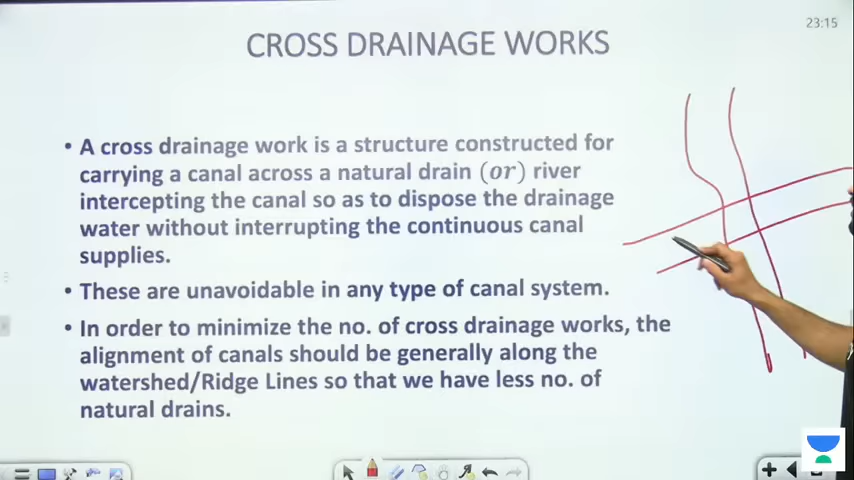 23:15
CROSS DRAINAGE WORKS
• A cross drainage work is a structure constructed for
carrying a canal across a natural drain (or) river
intercepting the canal so as to dispose the drainage
water without interrupting the continuous canal
supplies.
• These are unavoidable in any type of canal system.
• In order to minimize the no. of cross drainage works, the
alignment of canals should be generally along the
watershed/Ridge Lines so that we have less no. of
natural drains.